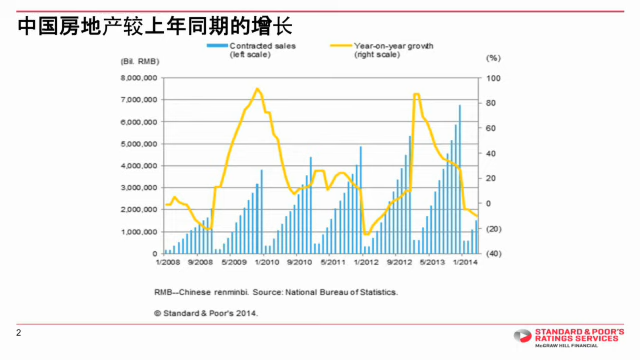 中国房地产较上年同期的增长
Contracted sales
(left scale)
Year-on-year growth
(right scale)
(Bil. RMB)
(%)
8,000,000
7,000,000
6,000,000
5,000,000
4,000,000
3,000,000
2,000,000
1,000,000
0
100
80
60
40
20
0
(20)
(40)
1/2008 9/2008 5/2009 1/2010 9/2010 5/2011 1/2012 9/2012 5/2013 1/2014
RMB--Chinese renminbi. Source: National Bureau of Statistics.
© Standard & Poor's 2014.
2
STANDARD & POOR'S
RATINGS SERVICES
McGRAW HILL FINANCIAL